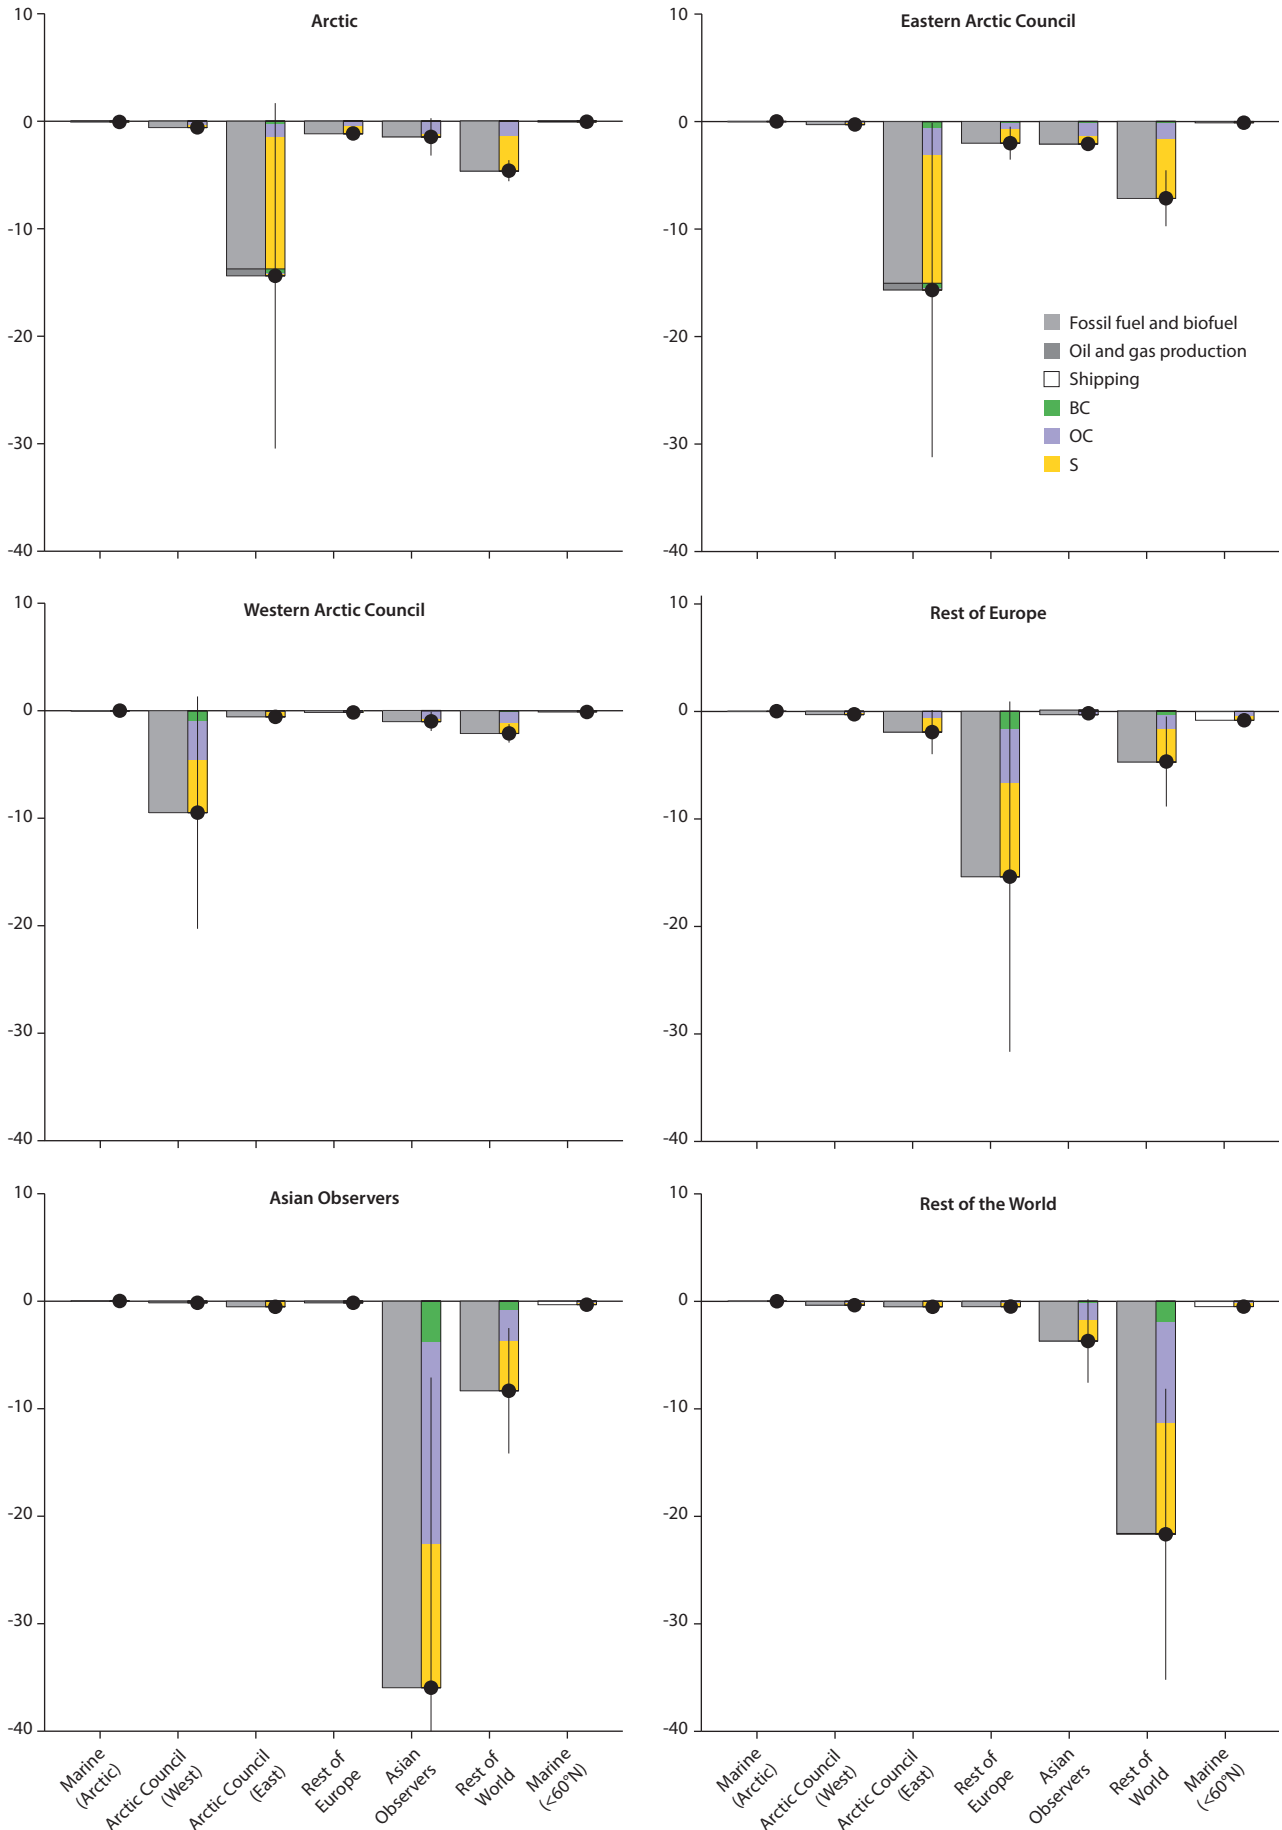 Arctic
10
0
-10
-20
-30
-40
Eastern Arctic Council
10
0
-10
-20
-30
-40
Fossil fuel and biofuel
Oil and gas production
Shipping
BC
OC
S
Western Arctic Council
10
0
-10
-20
-30
-40
Rest of Europe
10
0
-10
-20
-30
-40
Asian Observers
10
0
-10
-20
-30
-40
Marine
(Arctic)
Arctic Council
(West)
Arctic Council
(East)
Rest of
Europe
Asian
Observers
Rest of
World
Marine
(<60°N)
Rest of the World
10
0
-10
-20
-30
-40
Marine
(Arctic)
Arctic Council
(West)
Arctic Council
(East)
Rest of
Europe
Asian
Observers
Rest of
World
Marine
(<60°N)